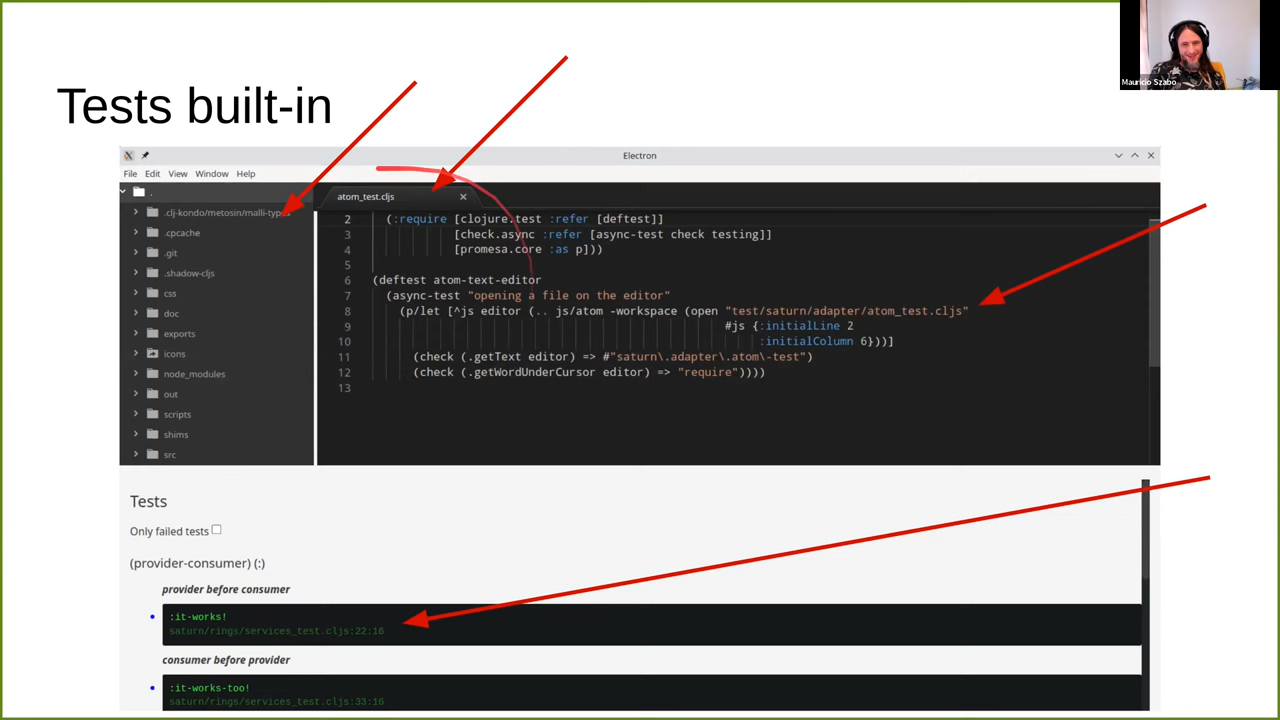 Mauricio Szabo
Tests built-in
Electron
File Edit View Window Help
.
.clj-kondo/metosin/malli-types
.cpcache
.git
.shadow-cljs
css
doc
exports
icons
node_modules
out
scripts
shims
src
atom_test.cljs
2 (:require [clojure.test :refer [deftest]]
3 [check.async :refer [async-test check testing]]
4 [promesa.core :as p]))
5
6 (deftest atom-text-editor
7 (async-test "opening a file on the editor"
8 (p/let [^js editor (.. js/atom -workspace (open "test/saturn/adapter/atom_test.cljs"
9 #js {:initialLine 2
10 :initialColumn 6}))]
11 (check (.getText editor) => #"saturn\.adapter\.atom\-test")
12 (check (.getWordUnderCursor editor) => "require"))))
13
Tests
Only failed tests
(provider-consumer) (:)
provider before consumer
:it-works!
saturn/rings/services_test.cljs:22:16
consumer before provider
:it-works-too!
saturn/rings/services_test.cljs:33:16